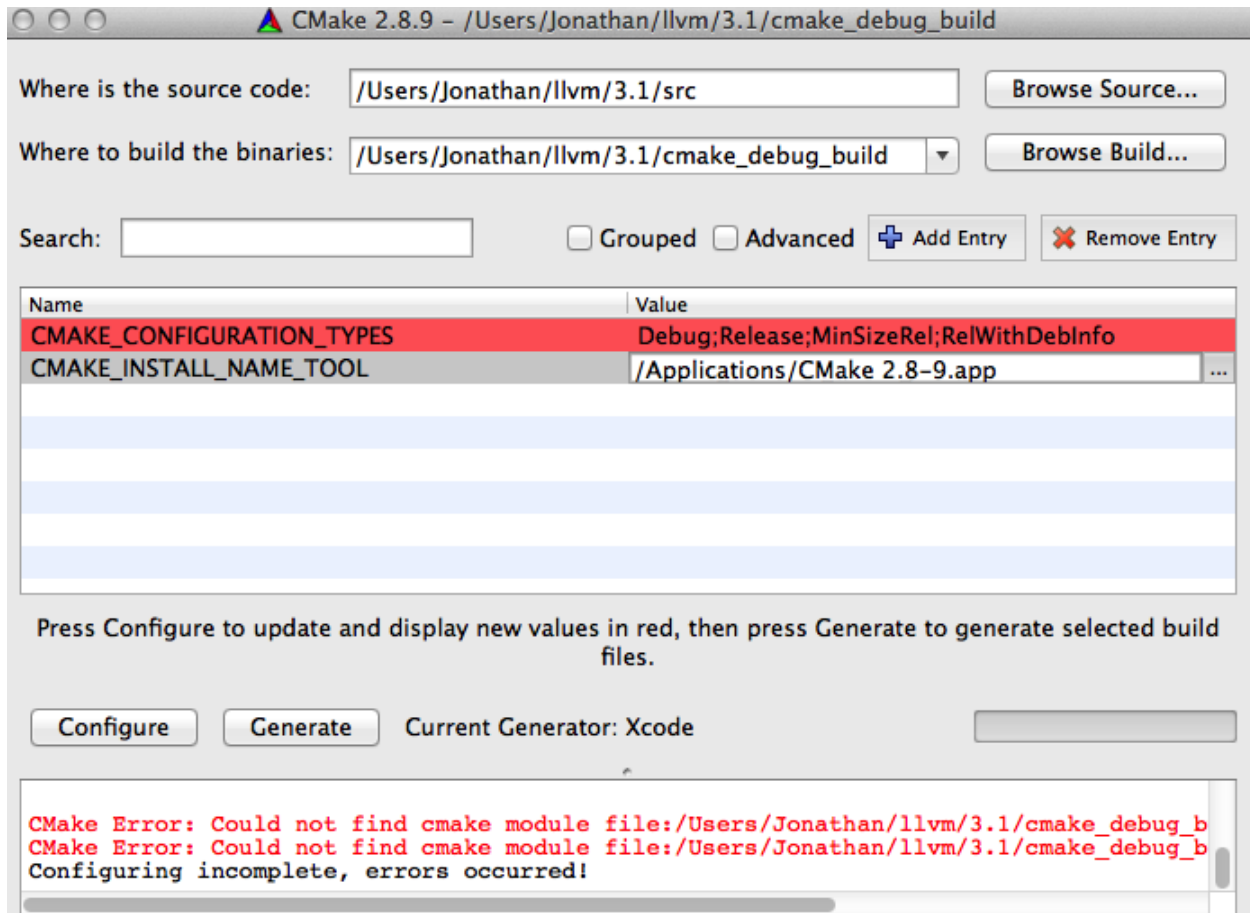 CMake 2.8.9 – /Users/Jonathan/llvm/3.1/cmake_debug_build
Where is the source code: /Users/Jonathan/llvm/3.1/src Browse Source...
Where to build the binaries: /Users/Jonathan/llvm/3.1/cmake_debug_build Browse Build...
Search: Grouped Advanced Add Entry Remove Entry
Name Value
CMAKE_CONFIGURATION_TYPES Debug;Release;MinSizeRel;RelWithDebInfo
CMAKE_INSTALL_NAME_TOOL /Applications/CMake 2.8-9.app ...
Press Configure to update and display new values in red, then press Generate to generate selected build
files.
Configure Generate Current Generator: Xcode
CMake Error: Could not find cmake module file:/Users/Jonathan/llvm/3.1/cmake_debug_b
CMake Error: Could not find cmake module file:/Users/Jonathan/llvm/3.1/cmake_debug_b
Configuring incomplete, errors occurred!